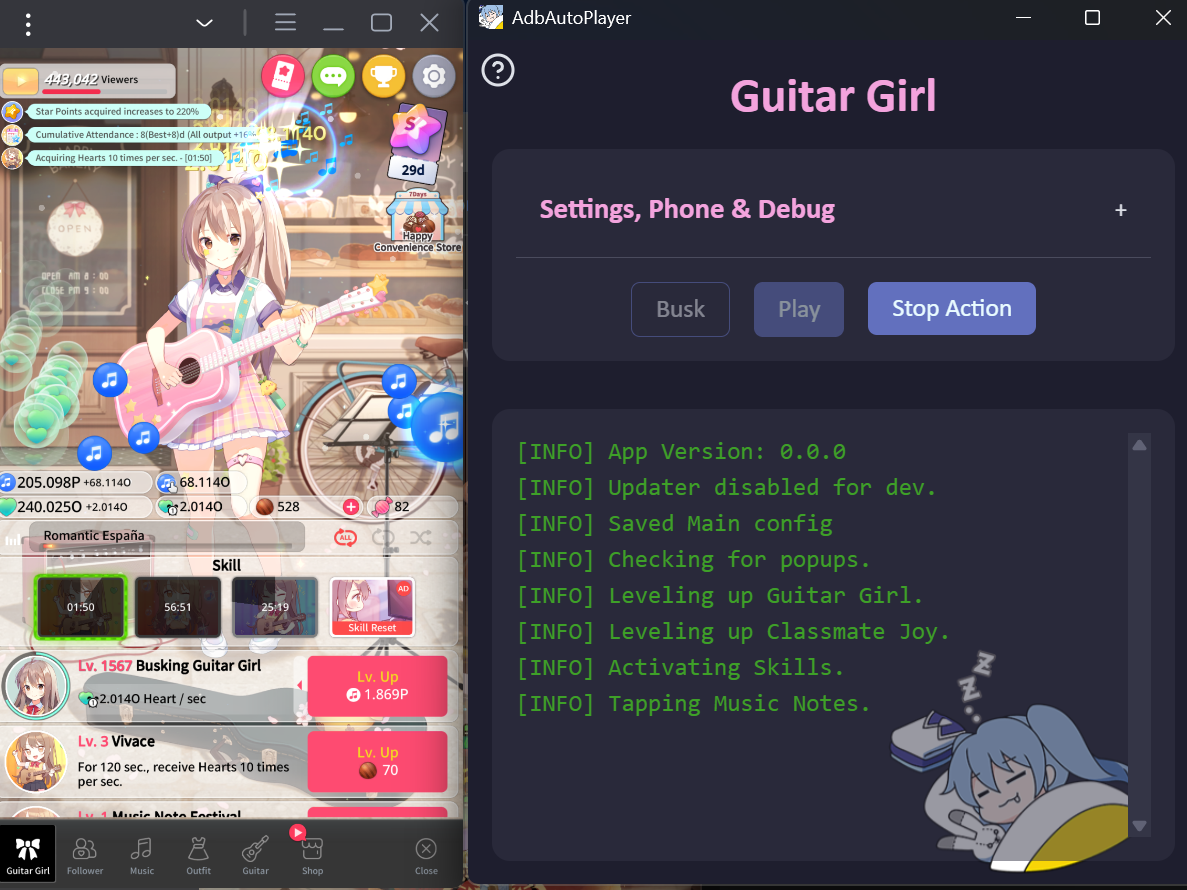 443,042 Viewers
Star Points acquired increases to 220%
Cumulative Attendance : 8(Best+8)d (All output +16%
Acquiring Hearts 10 times per sec. - [01:50]
29d
7Days
Happy
Convenience Store
OPEN
OPEN AM 8 : 00
CLOSE PM 9 : 00
205.098P +68.114O
68.114O
240.025O +2.014O
2.014O
528
82
Romantic España
ALL
Skill
01:50
56:51
25:19
AD
Skill Reset
Lv. 1567 Busking Guitar Girl
2.014O Heart / sec
Lv. Up
1.869P
Lv. 3 Vivace
For 120 sec., receive Hearts 10 times
per sec.
Lv. Up
70
Lv. 1 Music Note Festival
Guitar Girl
Follower
Music
Outfit
Guitar
Shop
Close
AdbAutoPlayer
Guitar Girl
Settings, Phone & Debug
+
Busk
Play
Stop Action
[INFO] App Version: 0.0.0
[INFO] Updater disabled for dev.
[INFO] Saved Main config
[INFO] Checking for popups.
[INFO] Leveling up Guitar Girl.
[INFO] Leveling up Classmate Joy.
[INFO] Activating Skills.
[INFO] Tapping Music Notes.
z
z